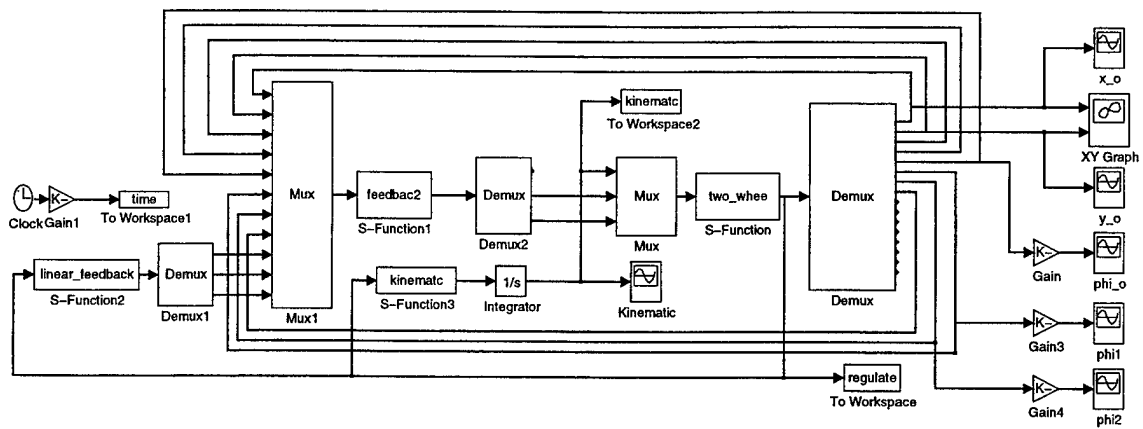 x_o
kinematc
To Workspace2
XY Graph
Mux
feedbac2
S-Function1
Demux
Demux2
Mux
Mux
two_whee
S-Function
Demux
Demux
y_o
Clock
K-
Gain1
time
To Workspace1
linear_feedback
S-Function2
Demux
Demux1
Mux1
kinematc
S-Function3
1/s
Integrator
Kinematic
K-
Gain
phi_o
K-
Gain3
phi1
regulate
To Workspace
K-
Gain4
phi2